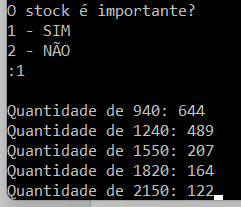 O stock é importante?
1 - SIM
2 - NÃO
:1
Quantidade de 940: 644
Quantidade de 1240: 489
Quantidade de 1550: 207
Quantidade de 1820: 164
Quantidade de 2150: 122